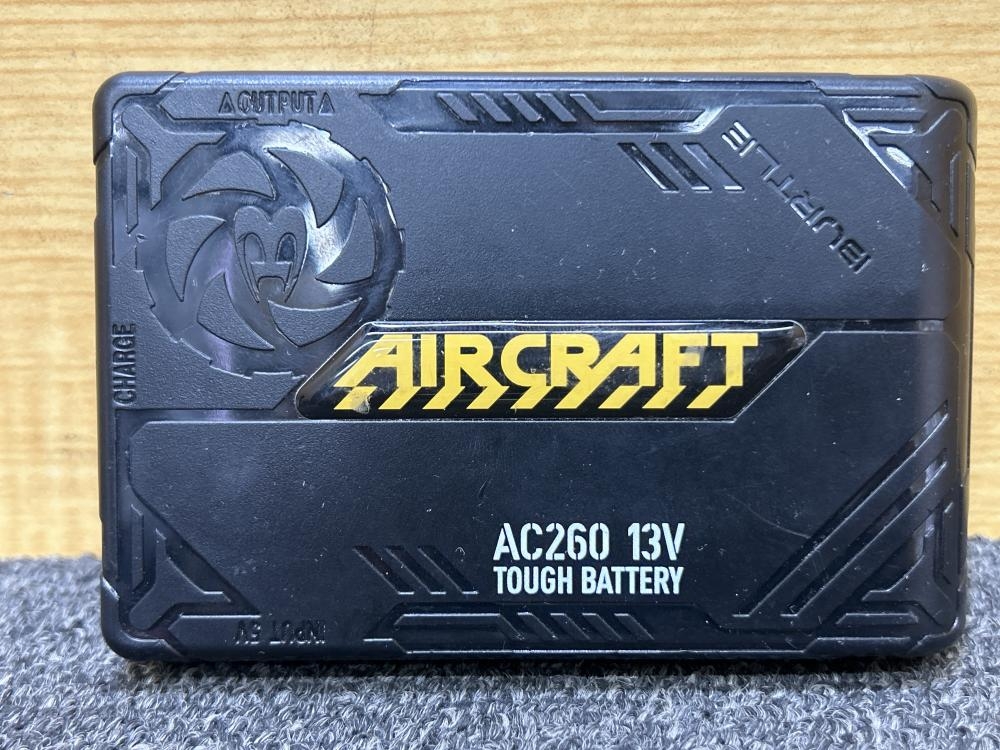 △OUTPUT△
BURTLE
CHARGE
AIRCRAFT
AC260 13V
TOUGH BATTERY
INPUT 5V